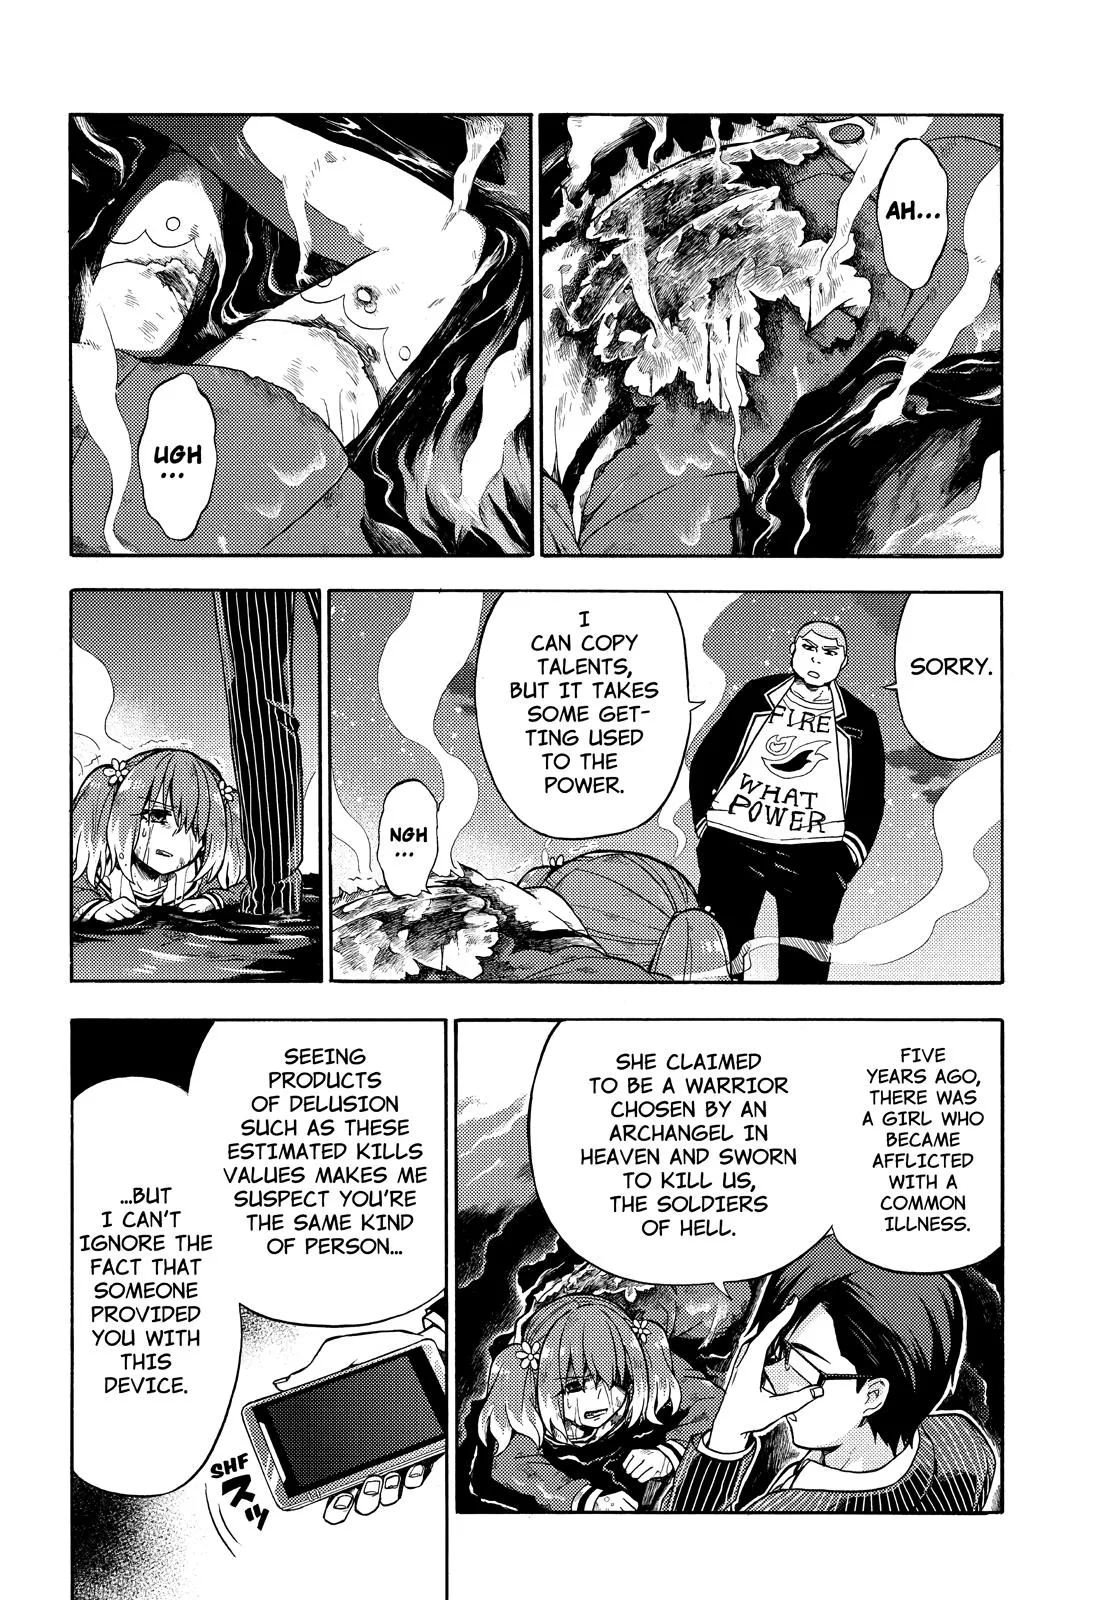 AH...
UGH
...
SORRY.
I
CAN COPY
TALENTS,
BUT IT TAKES
SOME GET-
TING USED
TO THE
POWER.
FIRE
WHAT
POWER
NGH
...
FIVE
YEARS AGO,
THERE WAS
A GIRL WHO
BECAME
AFFLICTED
WITH A
COMMON
ILLNESS.
SHE CLAIMED
TO BE A WARRIOR
CHOSEN BY AN
ARCHANGEL IN
HEAVEN AND SWORN
TO KILL US,
THE SOLDIERS
OF HELL.
SEEING
PRODUCTS
OF DELUSION
SUCH AS THESE
ESTIMATED KILLS
VALUES MAKES ME
SUSPECT YOU'RE
THE SAME KIND
OF PERSON...
...BUT
I CAN'T
IGNORE THE
FACT THAT
SOMEONE
PROVIDED
YOU WITH
THIS
DEVICE.
SHF
スッ